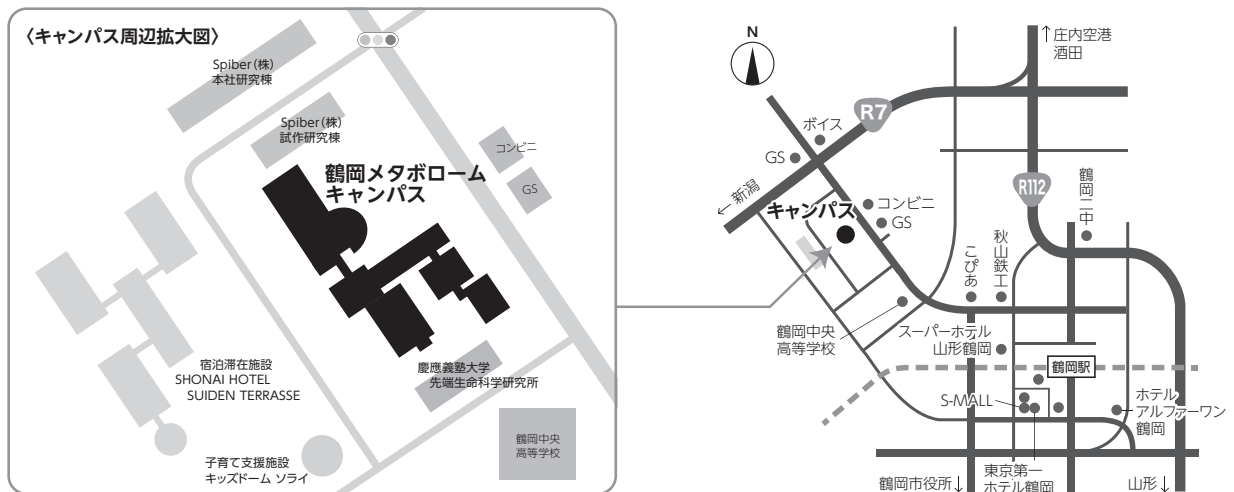 〈キャンパス周辺拡大図〉
Spiber(株)
本社研究棟
Spiber(株)
試作研究棟
鶴岡メタボローム
キャンパス
コンビニ
GS
宿泊滞在施設
SHONAI HOTEL
SUIDEN TERRASSE
慶應義塾大学
先端生命科学研究所
子育て支援施設
キッズドーム ソライ
鶴岡中央
高等学校
N
↑庄内空港
酒田
R7
ボイス
GS
←新潟
キャンパス
コンビニ
GS
R112
鶴岡二中
こぴあ
秋山鉄工
鶴岡中央
高等学校
スーパーホテル
山形鶴岡
鶴岡駅
S-MALL
ホテル
アルファーワン
鶴岡
東京第一
ホテル鶴岡
鶴岡市役所↓
山形↓